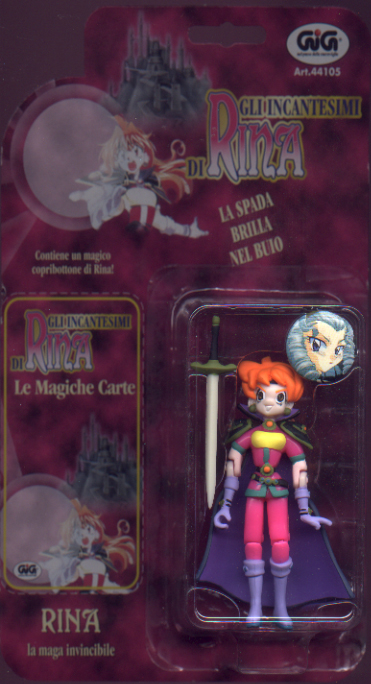 GiG
Art.44105
GLI INCANTESIMI
DI RINA
LA SPADA
BRILLA
NEL BUIO
Contiene un magico
copribottone di Rina!
GLI INCANTESIMI
DI RINA
Le Magiche Carte
GiG
RINA
la maga invincibile